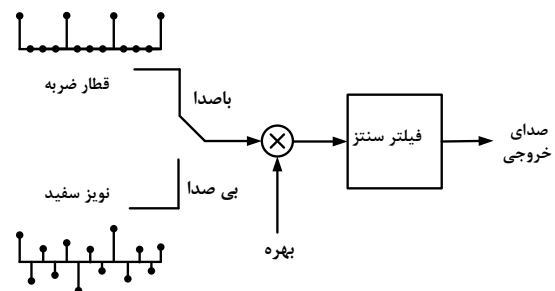 قطار ضربه
باصدا
صدای
خروجی
فیلتر سنتز
بی صدا
نویز سفید
بهره